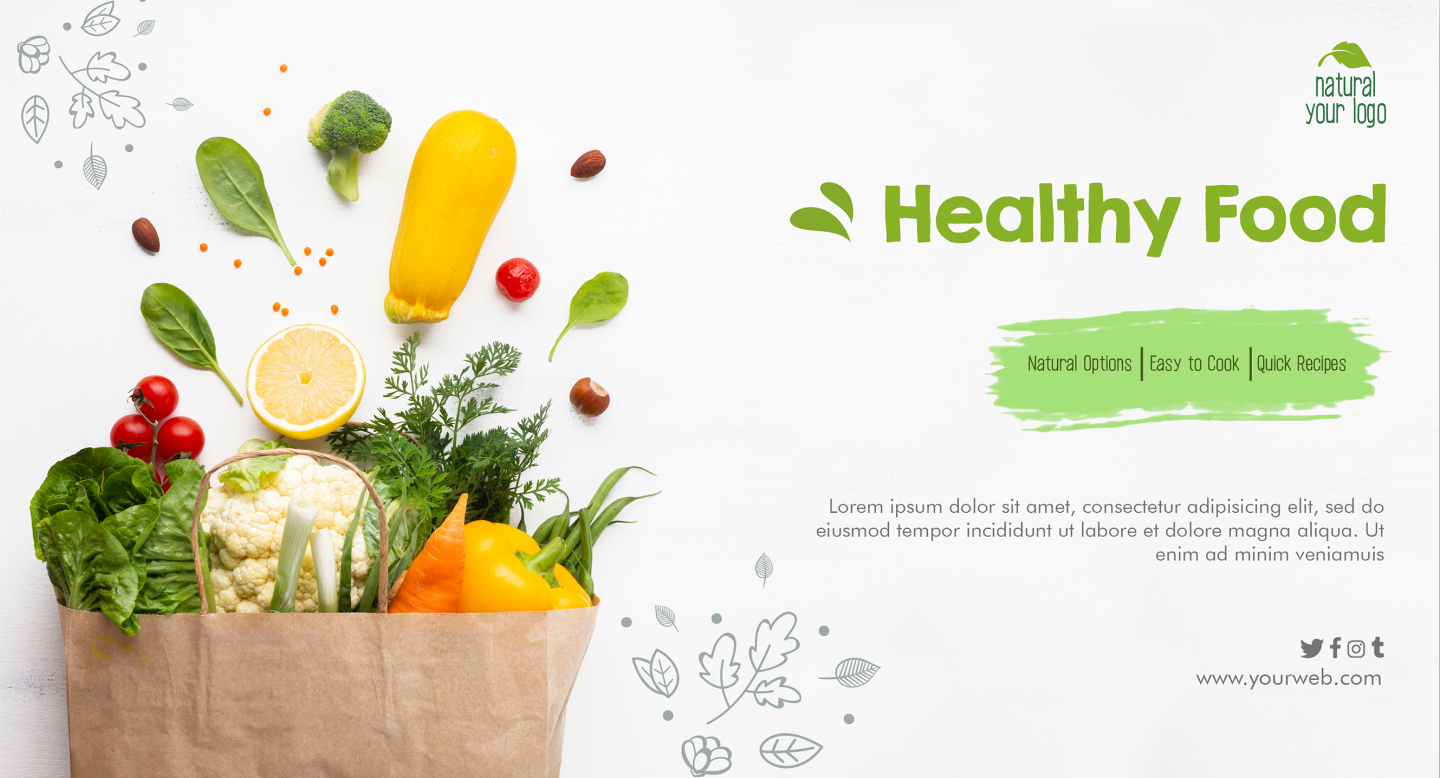 natural
your logo
Healthy Food
Natural Options | Easy to Cook | Quick Recipes
Lorem ipsum dolor sit amet, consectetur adipisicing elit, sed do
eiusmod tempor incididunt ut labore et dolore magna aliqua. Ut
enim ad minim veniamuis
www.yourweb.com